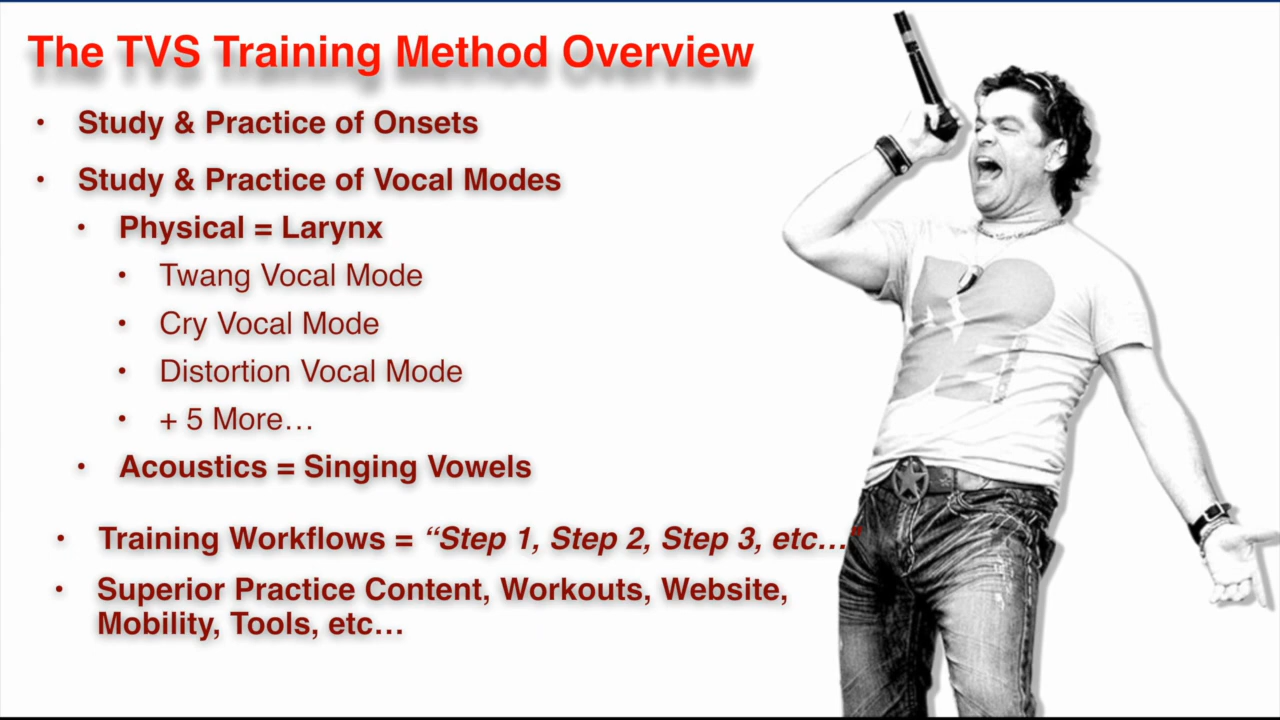 The TVS Training Method Overview
• Study & Practice of Onsets
• Study & Practice of Vocal Modes
• Physical = Larynx
• Twang Vocal Mode
• Cry Vocal Mode
• Distortion Vocal Mode
• + 5 More…
• Acoustics = Singing Vowels
• Training Workflows = “Step 1, Step 2, Step 3, etc…”
• Superior Practice Content, Workouts, Website,
Mobility, Tools, etc…